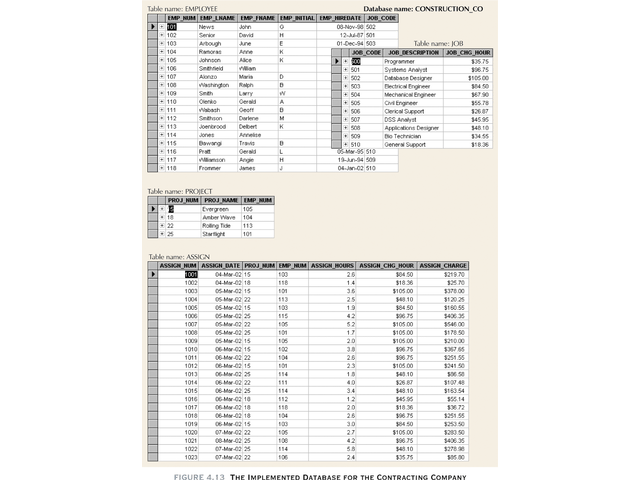 Table name: EMPLOYEE
Database name: CONSTRUCTION_CO
EMP_NUM EMP_LNAME EMP_FNAME EMP_INITIAL EMP_HIREDATE JOB_CODE
101 News John G 08-Nov-98 502
102 Senior David H 12-Jul-87 501
103 Arbough June E 01-Dec-94 503
104 Ramoras Anne K
105 Johnson Alice K
106 Smithfield William
107 Alonzo Maria D
108 Washington Ralph B
109 Smith Larry W
110 Olenko Gerald A
111 Wabash Geoff B
112 Smithson Darlene M
113 Joenbrood Delbert K
114 Jones Annelise
115 Bawangi Travis B
116 Pratt Gerald L 05-Mar-95 510
117 Williamson Angie H 19-Jun-94 509
118 Frommer James J 04-Jan-02 510
Table name: JOB
JOB_CODE JOB_DESCRIPTION JOB_CHG_HOUR
500 Programmer $35.75
501 Systems Analyst $96.75
502 Database Designer $105.00
503 Electrical Engineer $84.50
504 Mechanical Engineer $67.90
505 Civil Engineer $55.78
506 Clerical Support $26.87
507 DSS Analyst $45.95
508 Applications Designer $48.10
509 Bio Technician $34.55
510 General Support $18.36
Table name: PROJECT
PROJ_NUM PROJ_NAME EMP_NUM
15 Evergreen 105
18 Amber Wave 104
22 Rolling Tide 113
25 Starflight 101
Table name: ASSIGN
ASSIGN_NUM ASSIGN_DATE PROJ_NUM EMP_NUM ASSIGN_HOURS ASSIGN_CHG_HOUR ASSIGN_CHARGE
1001 04-Mar-02 15 103 2.6 $84.50 $219.70
1002 04-Mar-02 18 118 1.4 $18.36 $25.70
1003 05-Mar-02 15 101 3.6 $105.00 $378.00
1004 05-Mar-02 22 113 2.5 $48.10 $120.25
1005 05-Mar-02 15 103 1.9 $84.50 $160.55
1006 05-Mar-02 25 115 4.2 $96.75 $406.35
1007 05-Mar-02 22 105 5.2 $105.00 $546.00
1008 05-Mar-02 25 101 1.7 $105.00 $178.50
1009 05-Mar-02 15 105 2.0 $105.00 $210.00
1010 06-Mar-02 15 102 3.8 $96.75 $367.65
1011 06-Mar-02 22 104 2.6 $96.75 $251.55
1012 06-Mar-02 15 101 2.3 $105.00 $241.50
1013 06-Mar-02 25 114 1.8 $48.10 $86.58
1014 06-Mar-02 22 111 4.0 $26.87 $107.48
1015 06-Mar-02 25 114 3.4 $48.10 $163.54
1016 06-Mar-02 18 112 1.2 $45.95 $55.14
1017 06-Mar-02 18 118 2.0 $18.36 $36.72
1018 06-Mar-02 18 104 2.6 $96.75 $251.55
1019 06-Mar-02 15 103 3.0 $84.50 $253.50
1020 07-Mar-02 22 105 2.7 $105.00 $283.50
1021 08-Mar-02 25 108 4.2 $96.75 $406.35
1022 07-Mar-02 25 114 5.8 $48.10 $278.98
1023 07-Mar-02 22 106 2.4 $35.75 $85.80
FIGURE 4.13 THE IMPLEMENTED DATABASE FOR THE CONTRACTING COMPANY